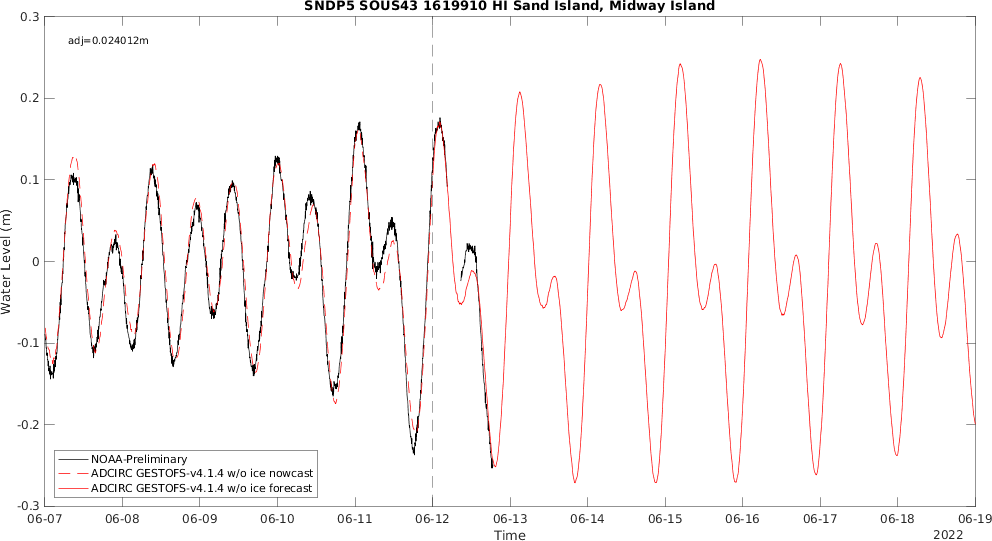 SNDP5 SOUS43 1619910 HI Sand Island, Midway Island
adj=0.024012m
0.3
0.2
0.1
0
-0.1
-0.2
-0.3
Water Level (m)
NOAA-Preliminary
ADCIRC GESTOFS-v4.1.4 w/o ice nowcast
ADCIRC GESTOFS-v4.1.4 w/o ice forecast
06-07 06-08 06-09 06-10 06-11 06-12 06-13 06-14 06-15 06-16 06-17 06-18 06-19
Time
2022